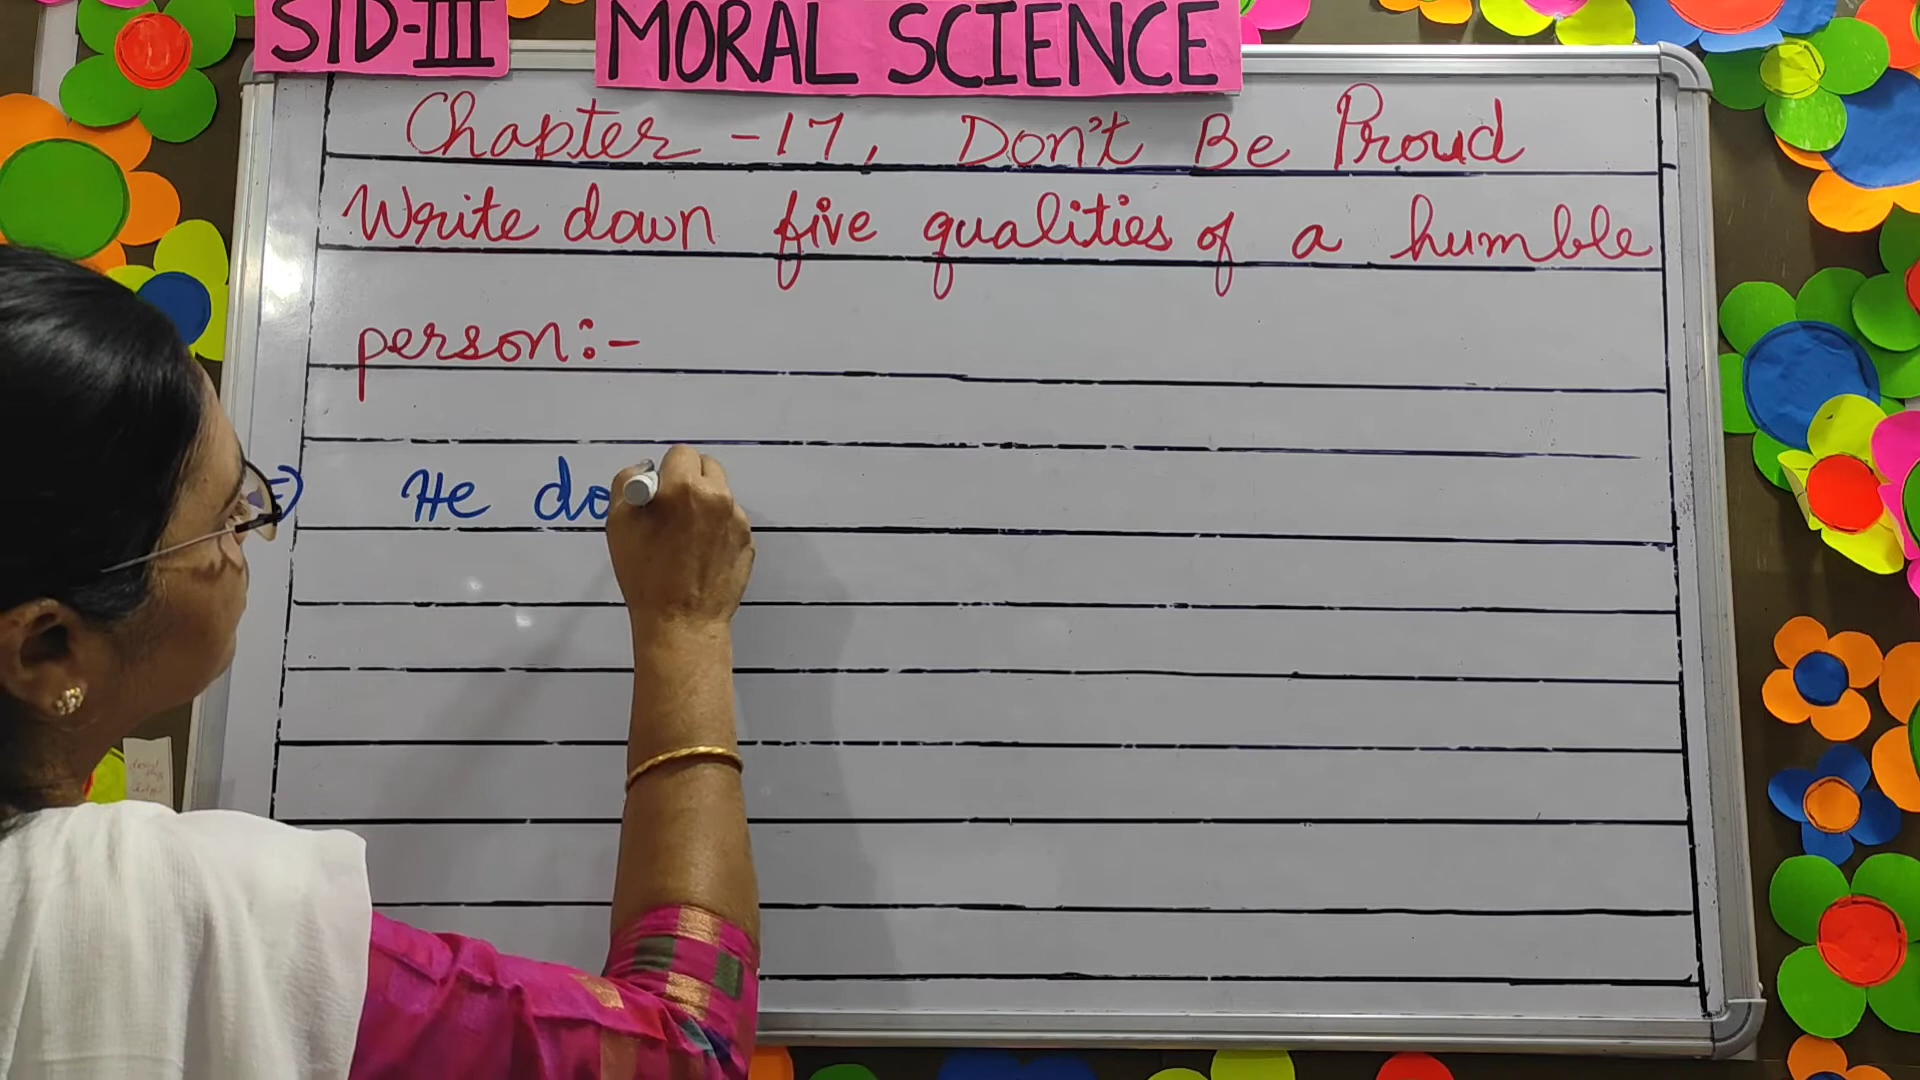 STD-III MORAL SCIENCE
Chapter -17, Don't Be Proud
Write down five qualities of a humble
person:-
⇒ He do